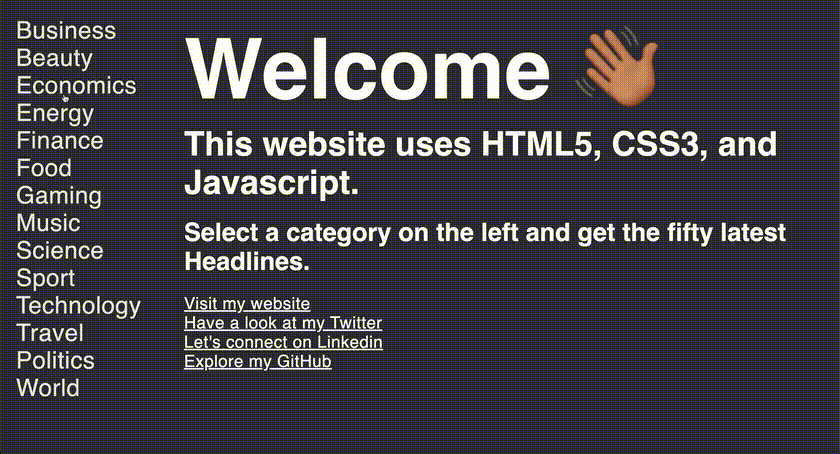 Business
Beauty
Economics
Energy
Finance
Food
Gaming
Music
Science
Sport
Technology
Travel
Politics
World
Welcome 👋🏾
This website uses HTML5, CSS3, and
Javascript.
Select a category on the left and get the fifty latest
Headlines.
Visit my website
Have a look at my Twitter
Let's connect on Linkedin
Explore my GitHub